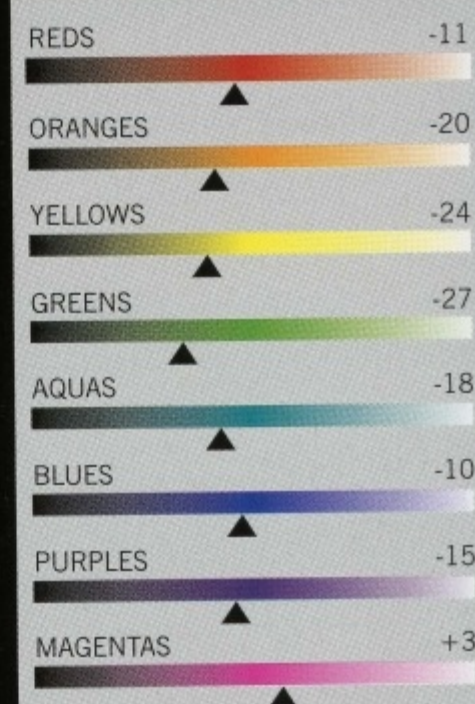 REDS -11
ORANGES -20
YELLOWS -24
GREENS -27
AQUAS -18
BLUES -10
PURPLES -15
MAGENTAS +3